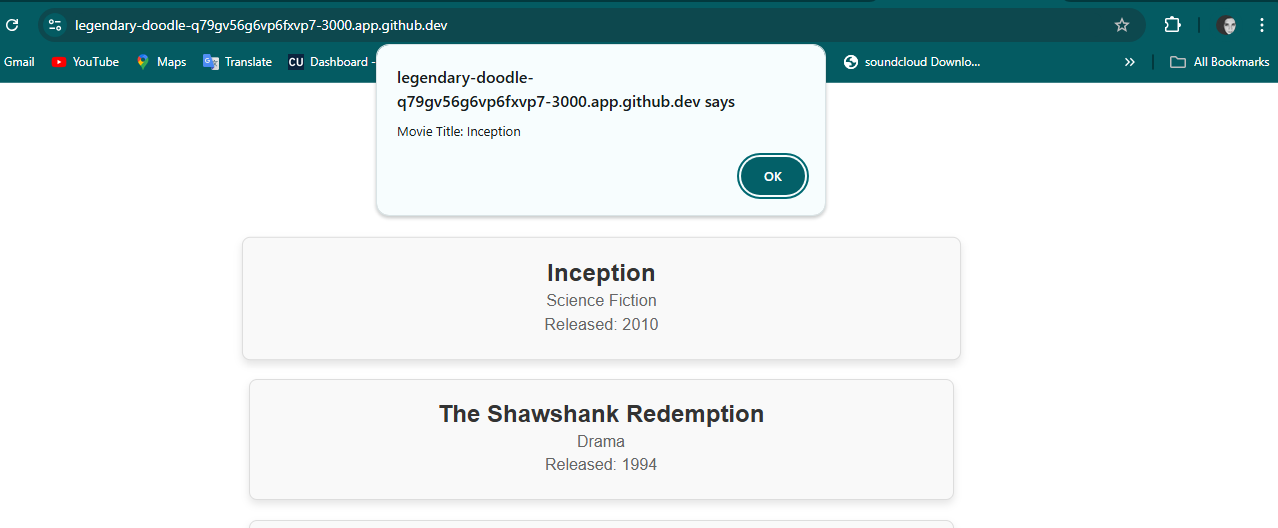 legendary-doodle-q79gv56g6vp6fxvp7-3000.app.github.dev
Gmail YouTube Maps Translate CU Dashboard - soundcloud Downlo... » All Bookmarks
legendary-doodle-
q79gv56g6vp6fxvp7-3000.app.github.dev says
Movie Title: Inception
OK
Inception
Science Fiction
Released: 2010
The Shawshank Redemption
Drama
Released: 1994